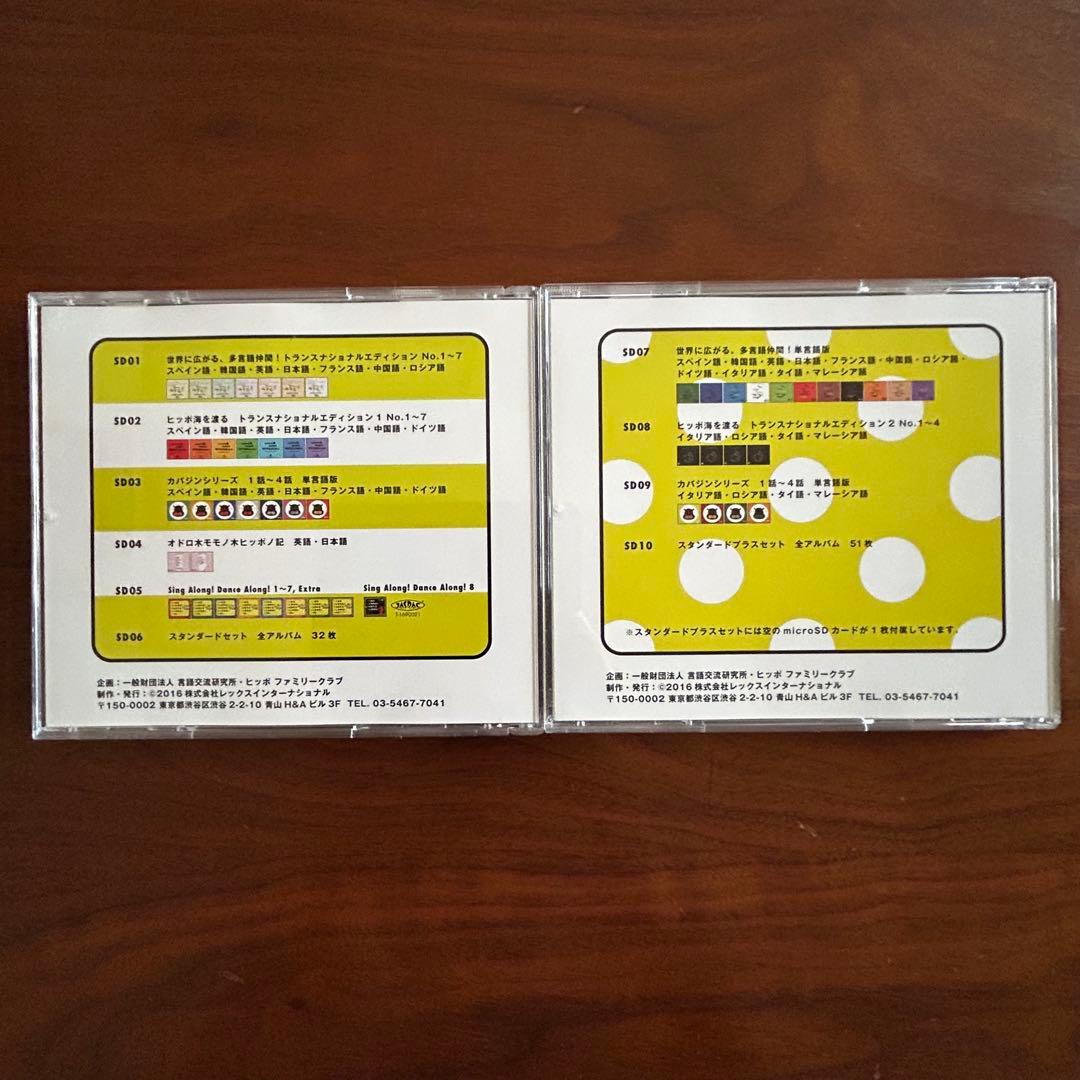 SD01 世界に広がる、多言語仲間！トランスナショナルエディション No.1〜7
スペイン語・韓国語・英語・日本語・フランス語・中国語・ロシア語
SD02 ヒッポ海を渡る トランスナショナルエディション1 No.1〜7
スペイン語・韓国語・英語・日本語・フランス語・中国語・ドイツ語
SD03 カバジンシリーズ 1話〜4話 単言語版
スペイン語・韓国語・英語・日本語・フランス語・中国語・ドイツ語
SD04 オドロ木モモノ木ヒッポノ記 英語・日本語
SD05 Sing Along! Dance Along! 1〜7, Extra Sing Along! Dance Along! 8
JASRAC
SD06 スタンダードセット 全アルバム 32枚
企画：一般財団法人 言語交流研究所・ヒッポ ファミリークラブ
制作・発行：©2016 株式会社レックスインターナショナル
〒150-0002 東京都渋谷区渋谷 2-2-10 青山 H&A ビル 3F TEL. 03-5467-7041
SD07 世界に広がる、多言語仲間！単言語版
スペイン語・韓国語・英語・日本語・フランス語・中国語・ロシア語・
ドイツ語・イタリア語・タイ語・マレーシア語
SD08 ヒッポ海を渡る トランスナショナルエディション2 No.1〜4
イタリア語・ロシア語・タイ語・マレーシア語
SD09 カバジンシリーズ 1話〜4話 単言語版
イタリア語・ロシア語・タイ語・マレーシア語
SD10 スタンダードプラスセット 全アルバム 51枚
※スタンダードプラスセットには空のmicroSDカードが1枚付属しています。
企画：一般財団法人 言語交流研究所・ヒッポ ファミリークラブ
制作・発行：©2016 株式会社レックスインターナショナル
〒150-0002 東京都渋谷区渋谷 2-2-10 青山 H&A ビル 3F TEL. 03-5467-7041